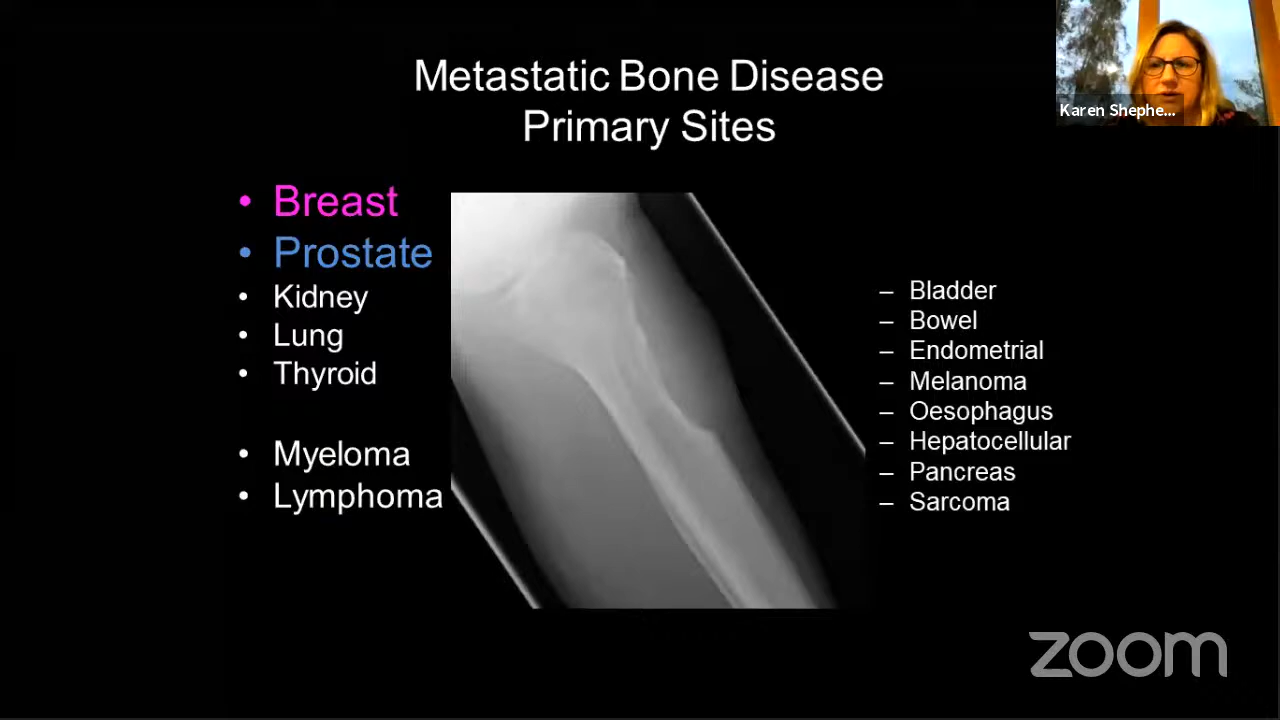 Metastatic Bone Disease
Primary Sites
Karen Shephe...
• Breast
• Prostate
• Kidney
• Lung
• Thyroid
• Myeloma
• Lymphoma
– Bladder
– Bowel
– Endometrial
– Melanoma
– Oesophagus
– Hepatocellular
– Pancreas
– Sarcoma
zoom